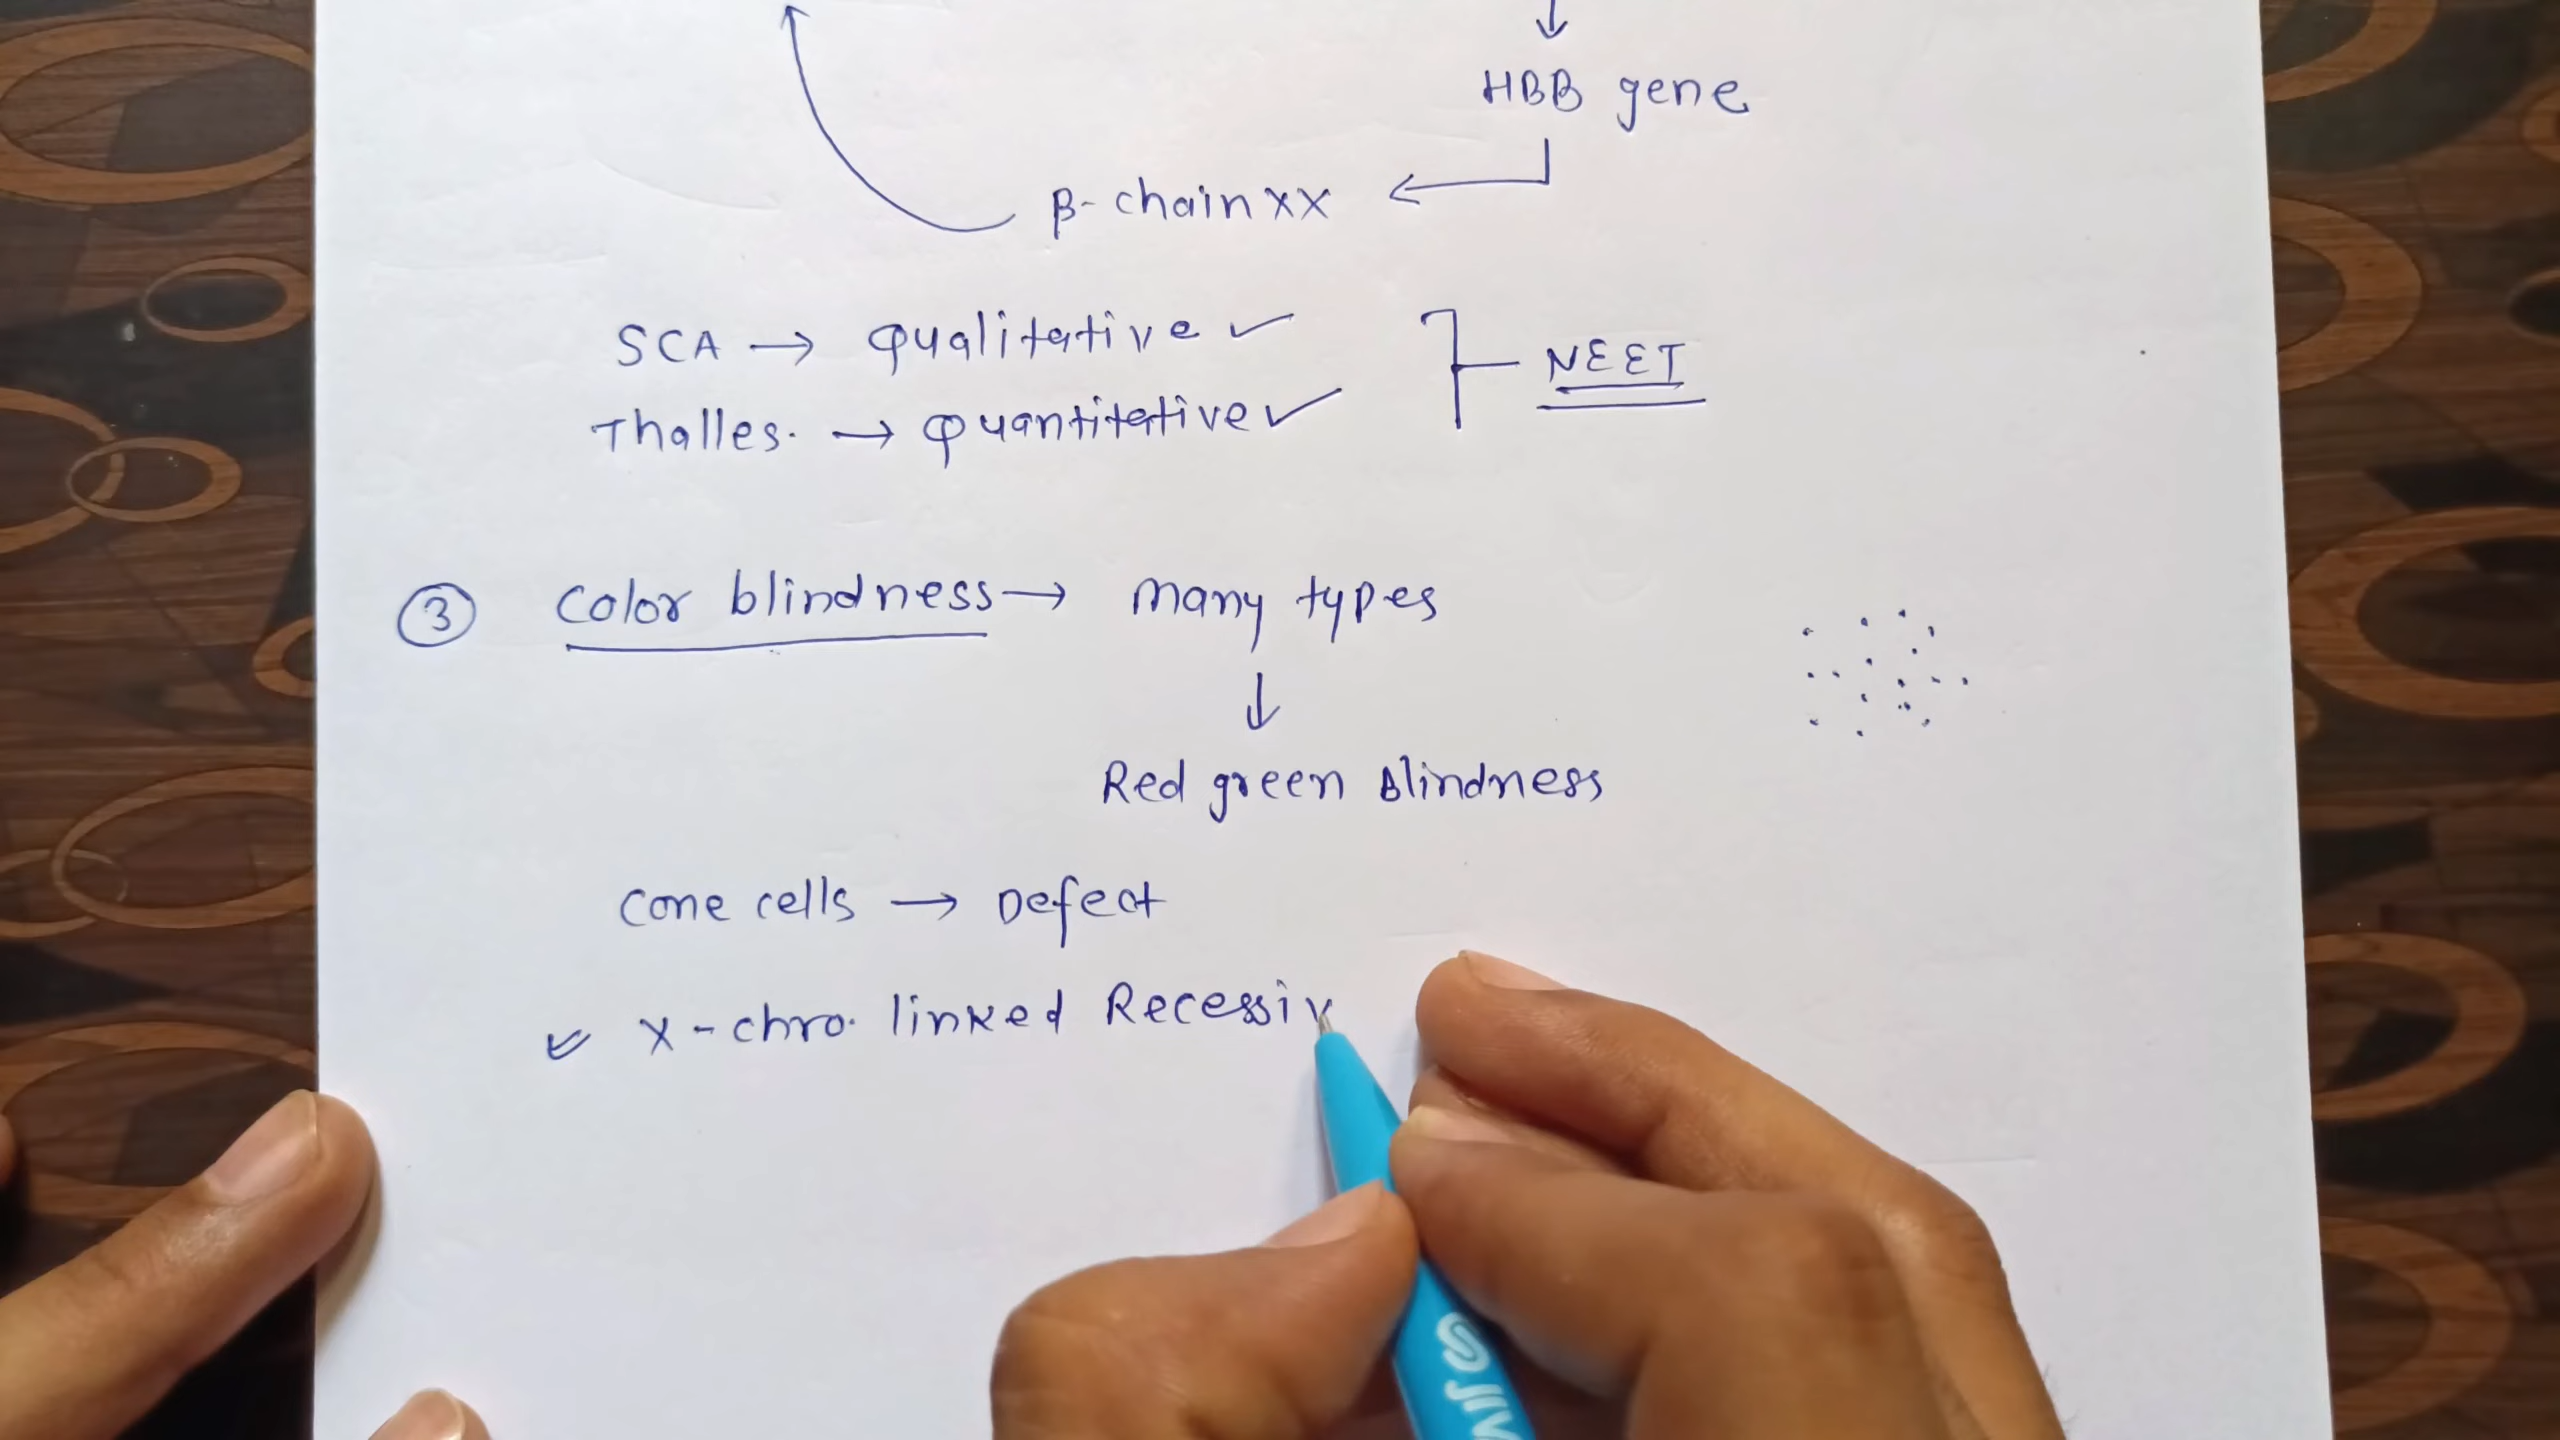 HBB gene
β- chain xx
SCA → qualitative ✓
NEET
Thalles. → quantitative ✓
③ Color blindness → many types
↓
Red green Blindness
Cone cells → Defect
✓ X-chro. linked Recessiv